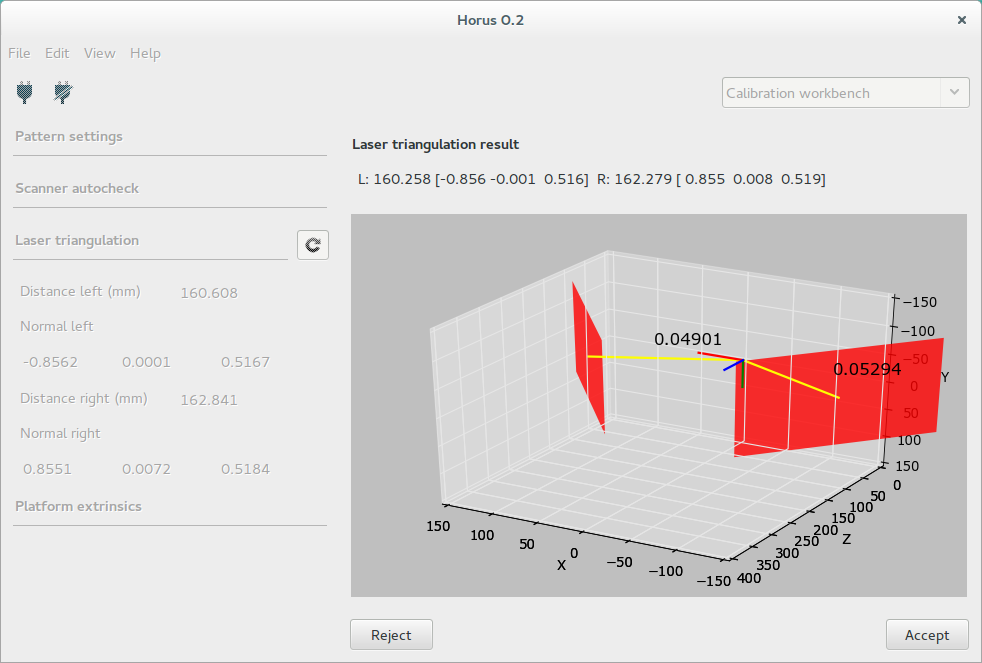 Horus 0.2
File Edit View Help
Calibration workbench
Pattern settings
Scanner autocheck
Laser triangulation
Distance left (mm) 160.608
Normal left
-0.8562 0.0001 0.5167
Distance right (mm) 162.841
Normal right
0.8551 0.0072 0.5184
Platform extrinsics
Laser triangulation result
L: 160.258 [-0.856 -0.001 0.516] R: 162.279 [ 0.855 0.008 0.519]
0.04901
0.05294
−150
−100
−50
0
50
100
150
Y
0
50
100
150
200
250
300
350
400
Z
150
100
50
0
−50
−100
−150
X
Reject
Accept